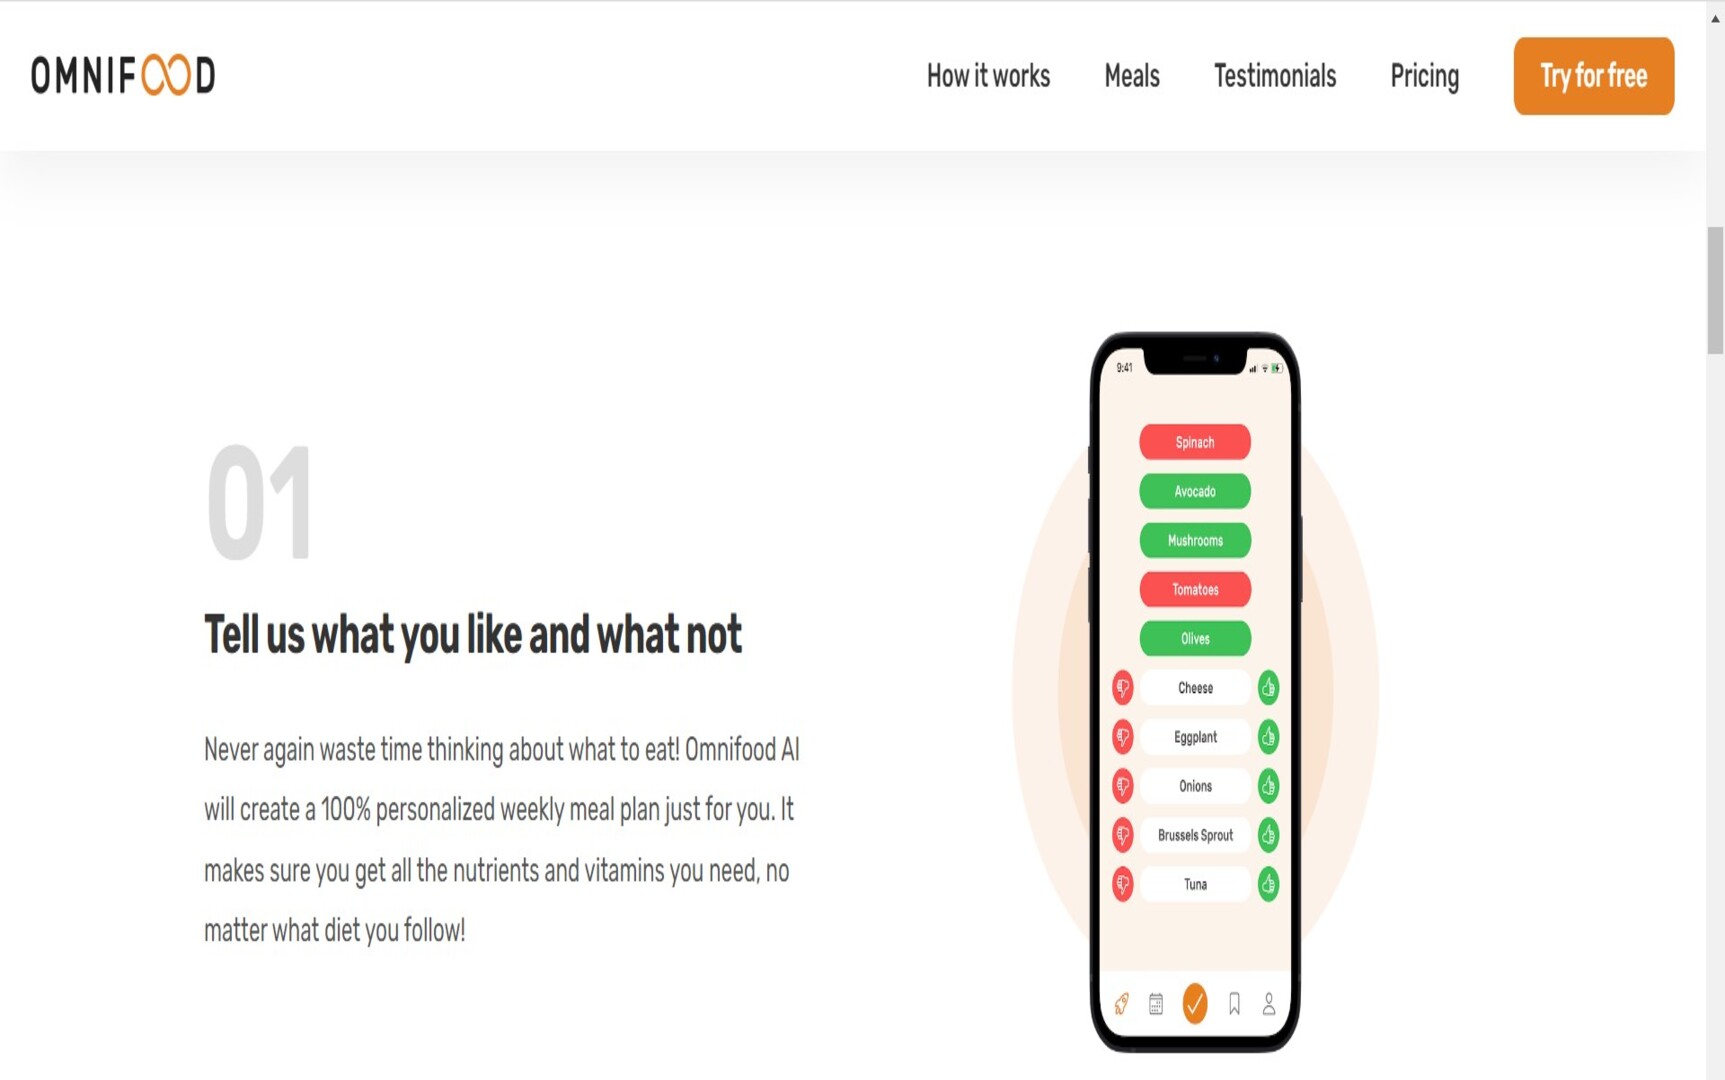 OMNIFOOD
How it works
Meals
Testimonials
Pricing
Try for free
01
Tell us what you like and what not
Never again waste time thinking about what to eat! Omnifood AI
will create a 100% personalized weekly meal plan just for you. It
makes sure you get all the nutrients and vitamins you need, no
matter what diet you follow!
9:41
Spinach
Avocado
Mushrooms
Tomatoes
Olives
Cheese
Eggplant
Onions
Brussels Sprout
Tuna